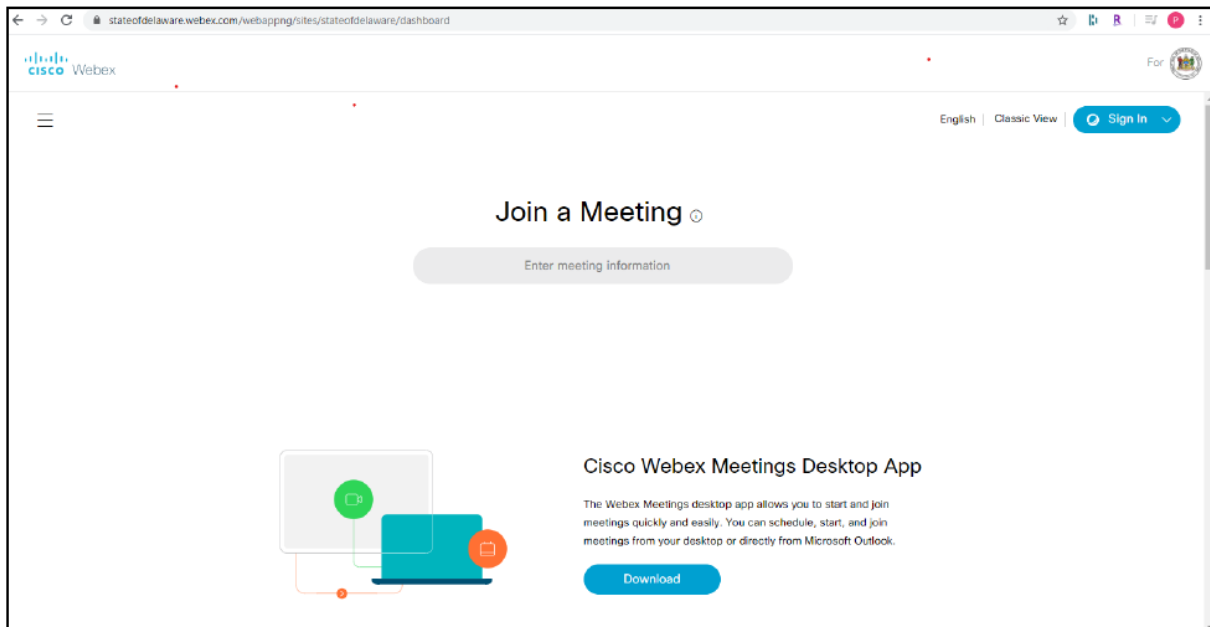 stateofdelaware.webex.com/webappng/sites/stateofdelaware/dashboard
R
P
CISCO Webex
For
English | Classic View |
Sign In
Join a Meeting
Enter meeting information
Cisco Webex Meetings Desktop App
The Webex Meetings desktop app allows you to start and join
meetings quickly and easily. You can schedule, start, and join
meetings from your desktop or directly from Microsoft Outlook.
Download